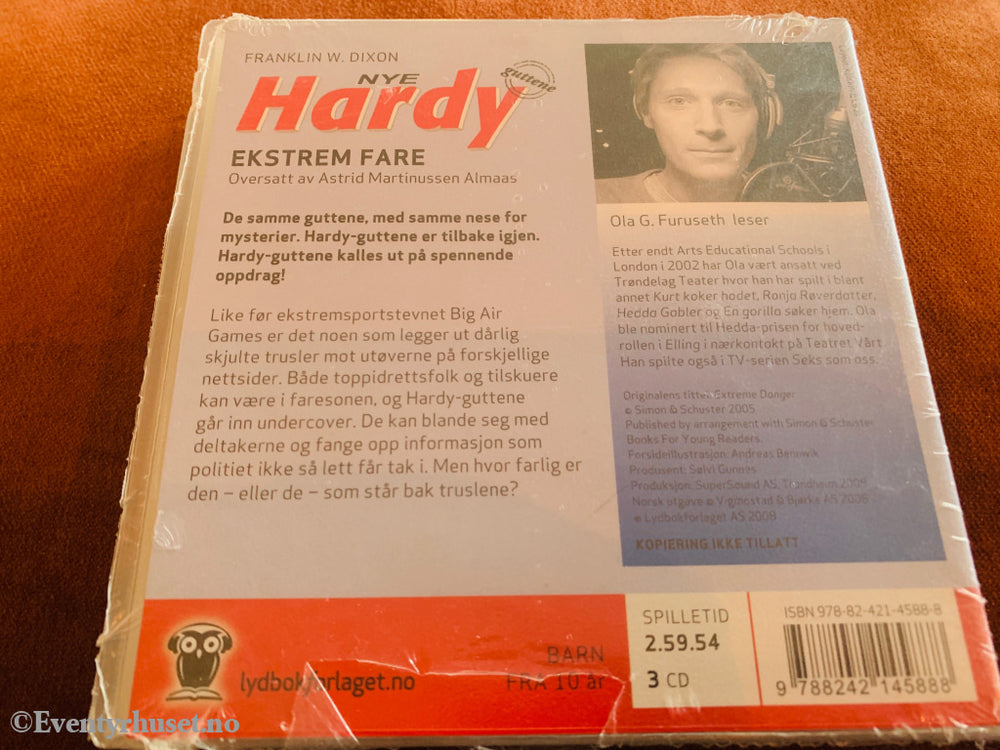 FRANKLIN W. DIXON
NYE
Hardy
guttene
EKSTREM FARE
Oversatt av Astrid Martinussen Almaas
De samme guttene, med samme nese for
mysterier. Hardy-guttene er tilbake igjen.
Hardy-guttene kalles ut på spennende
oppdrag!
Like før ekstremsportstevnet Big Air
Games er det noen som legger ut dårlig
skjulte trusler mot utøverne på forskjellige
nettsider. Både toppidrettsfolk og tilskuere
kan være i faresonen, og Hardy-guttene
går inn undercover. De kan blande seg med
deltakerne og fange opp informasjon som
politiet ikke så lett får tak i. Men hvor farlig er
den – eller de – som står bak truslene?
Ola G. Furuseth leser
Etter endt Arts Educational Schools i
London i 2002 har Ola vært ansatt ved
Trøndelag Teater hvor han har spilt i blant
annet Kurt koker hodet, Ronja Røverdatter,
Hedda Gabler og En gorilla søker hjem. Ola
ble nominert til Hedda-prisen for hoved-
rollen i Elling i nærkontakt på Teatret Vårt.
Han spilte også i TV-serien Seks som oss.
Originalens tittel: Extreme Danger
© Simon & Schuster 2005
Published by arrangement with Simon & Schuster
Books For Young Readers.
Forsideillustrasjon: Andreas Bennwik
Produsent: Sølvi Gunnes
Produksjon: SuperSound AS, Trondheim 2008
Norsk utgave © Vigmostad & Bjørke AS 2008
© Lydbokforlaget AS 2008
KOPIERING IKKE TILLATT
lydbokforlaget.no
BARN
FRA 10 år
SPILLETID
2.59.54
3 CD
ISBN 978-82-421-4588-8
9 788242 145888
©Eventyrhuset.no